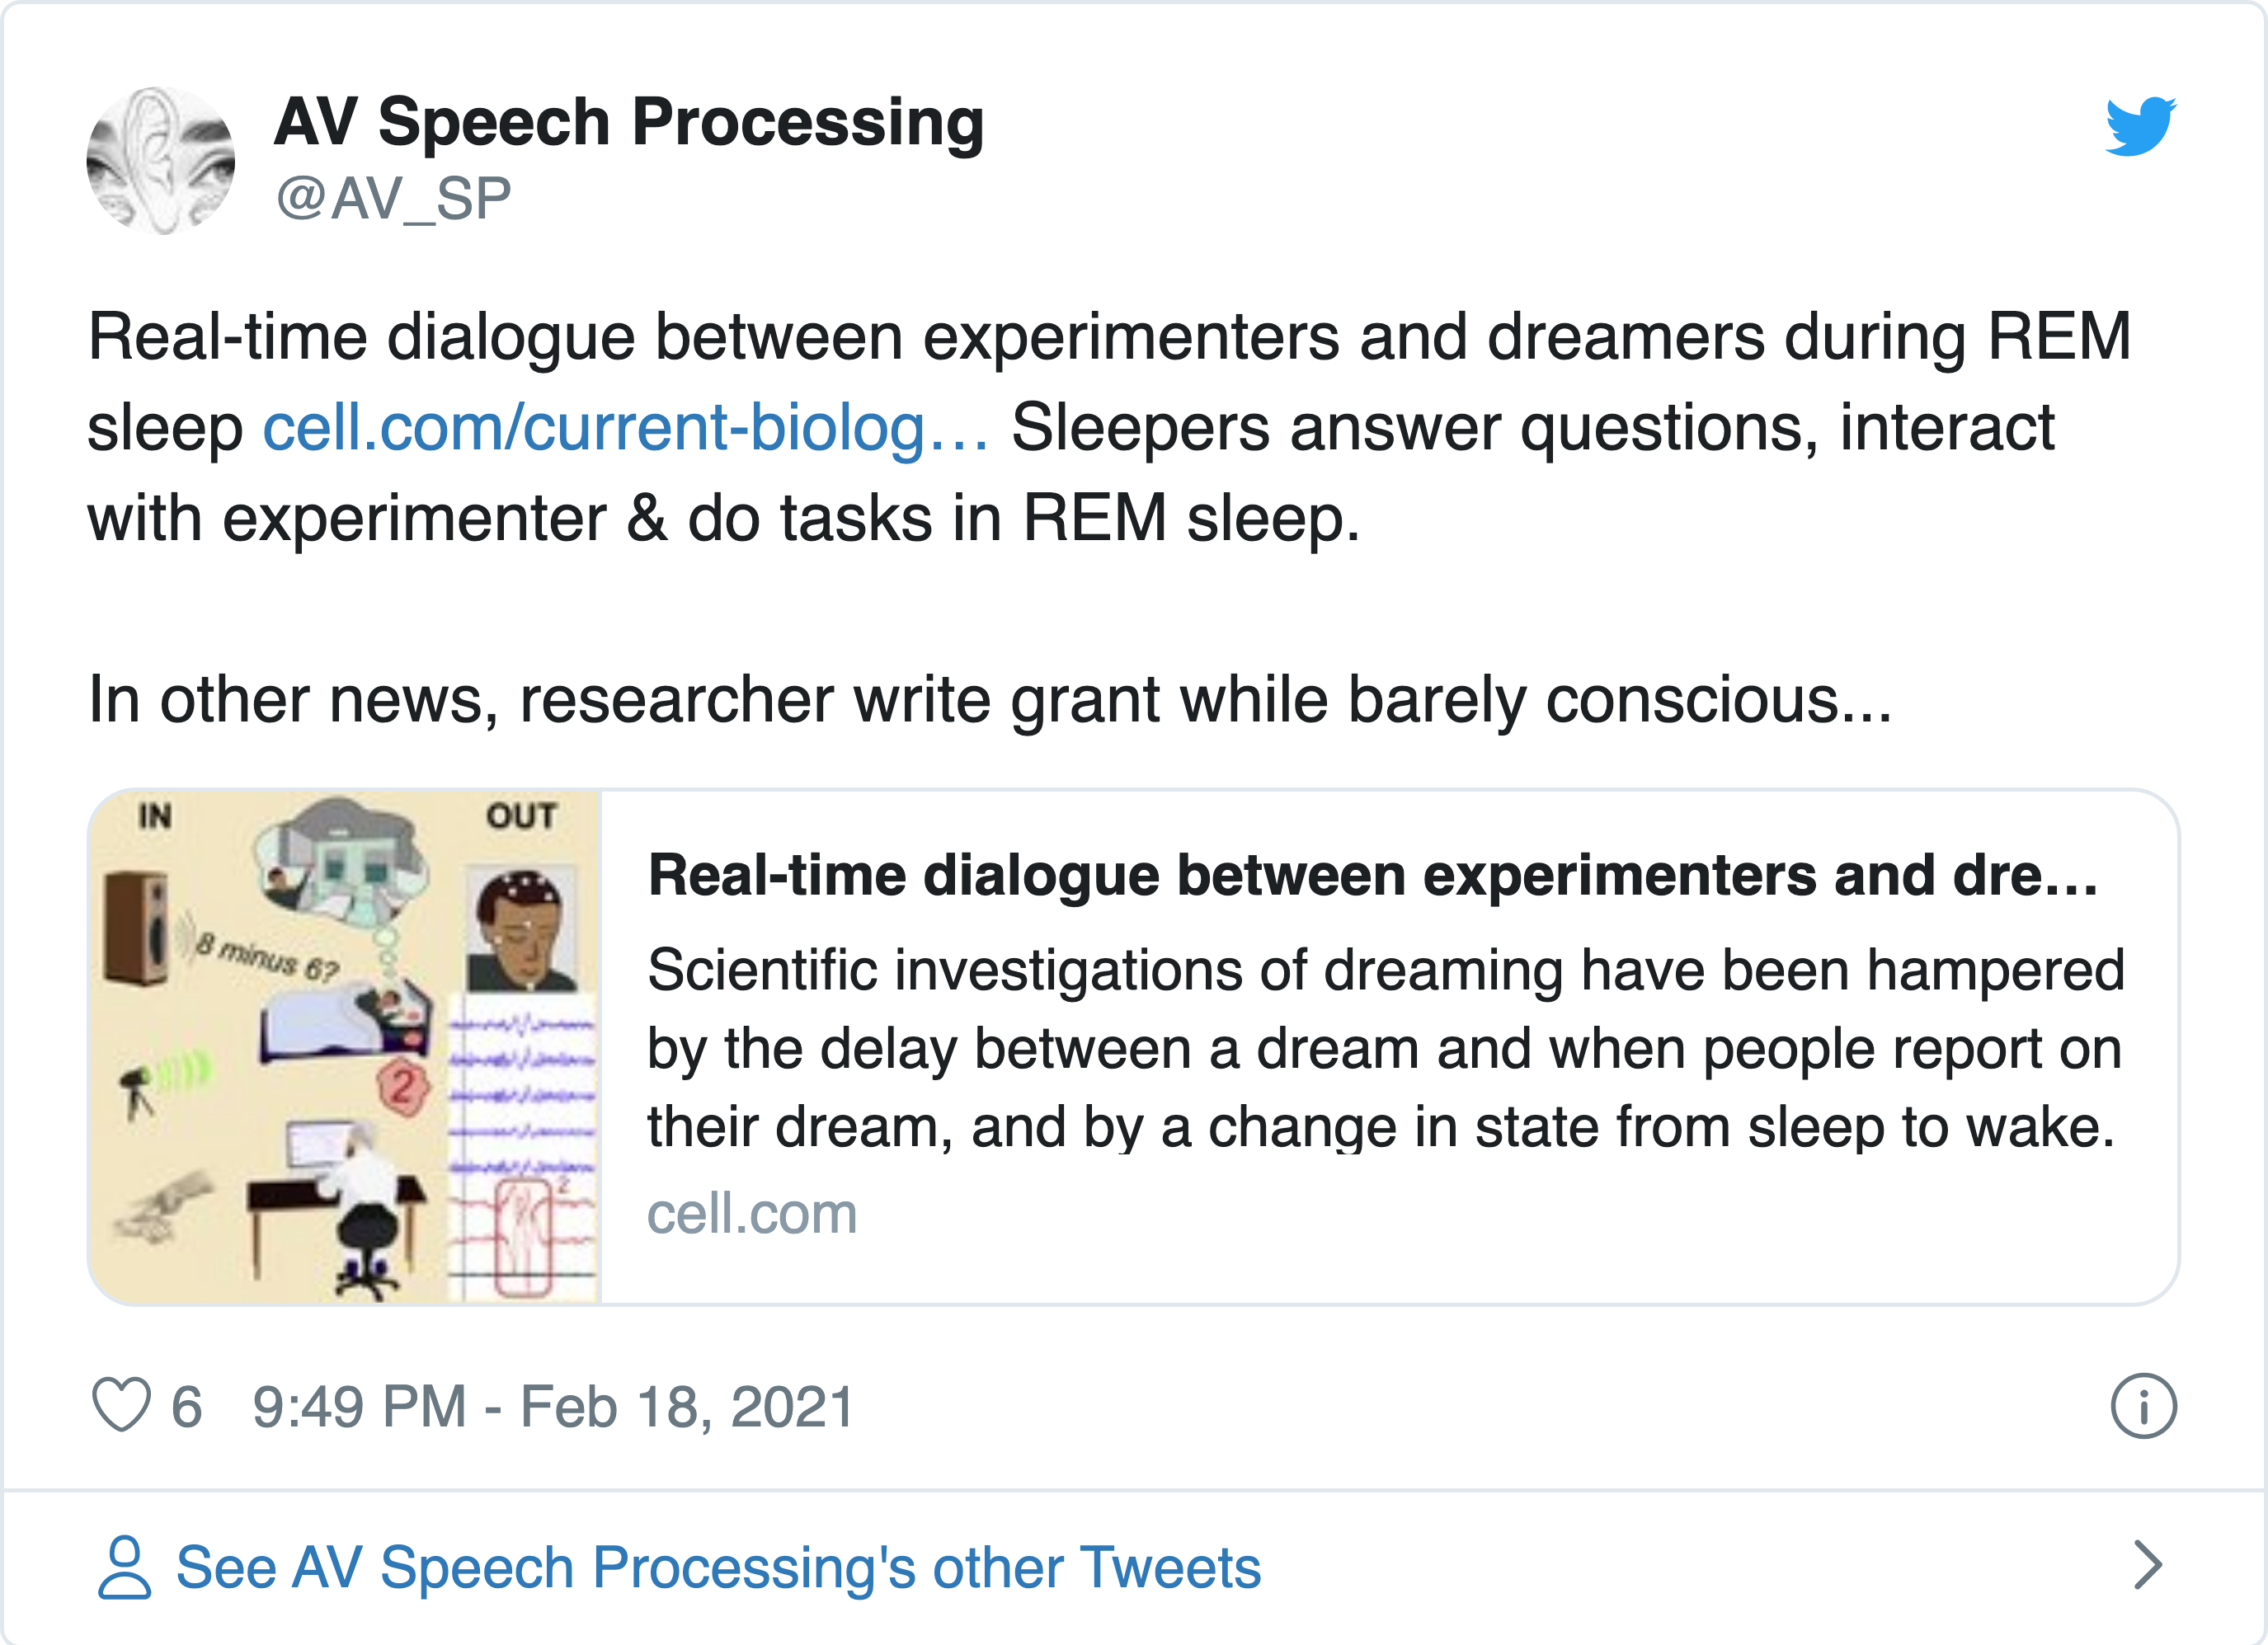 AV Speech Processing
@AV_SP
Real-time dialogue between experimenters and dreamers during REM
sleep cell.com/current-biolog… Sleepers answer questions, interact
with experimenter & do tasks in REM sleep.
In other news, researcher write grant while barely conscious...
IN
OUT
8 minus 6?
2
2
Real-time dialogue between experimenters and dre…
Scientific investigations of dreaming have been hampered
by the delay between a dream and when people report on
their dream, and by a change in state from sleep to wake.
cell.com
6 9:49 PM - Feb 18, 2021
See AV Speech Processing's other Tweets